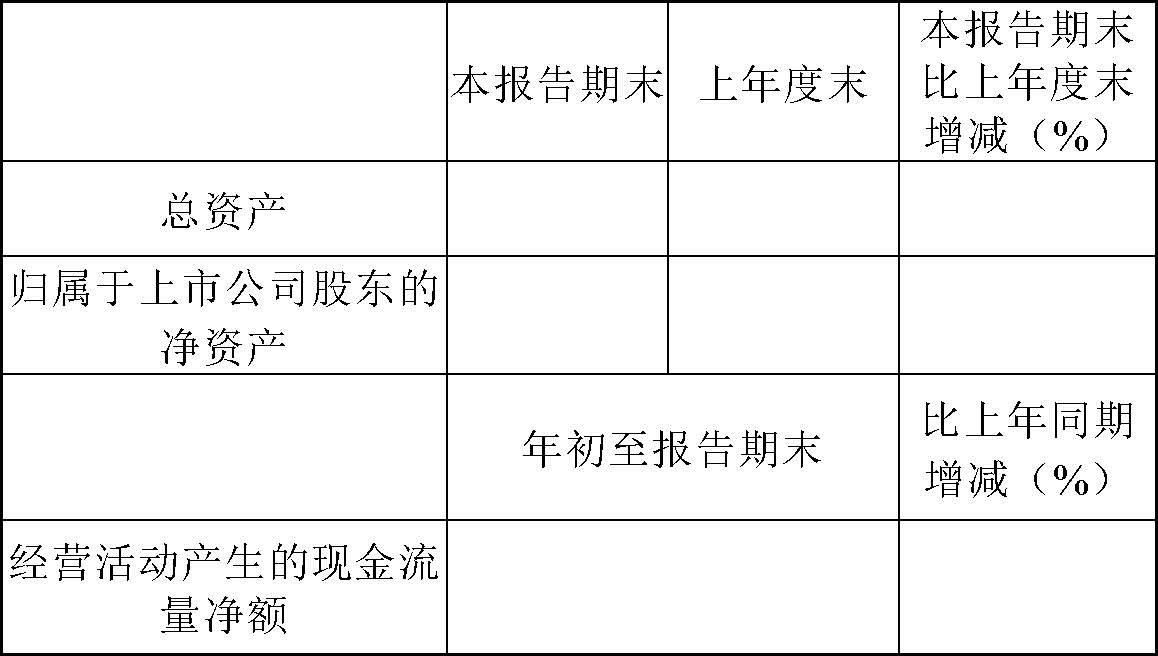 本报告期末
上年度末
本报告期末
比上年度末
增减（%）
总资产
归属于上市公司股东的
净资产
年初至报告期末
比上年同期
增减（%）
经营活动产生的现金流
量净额